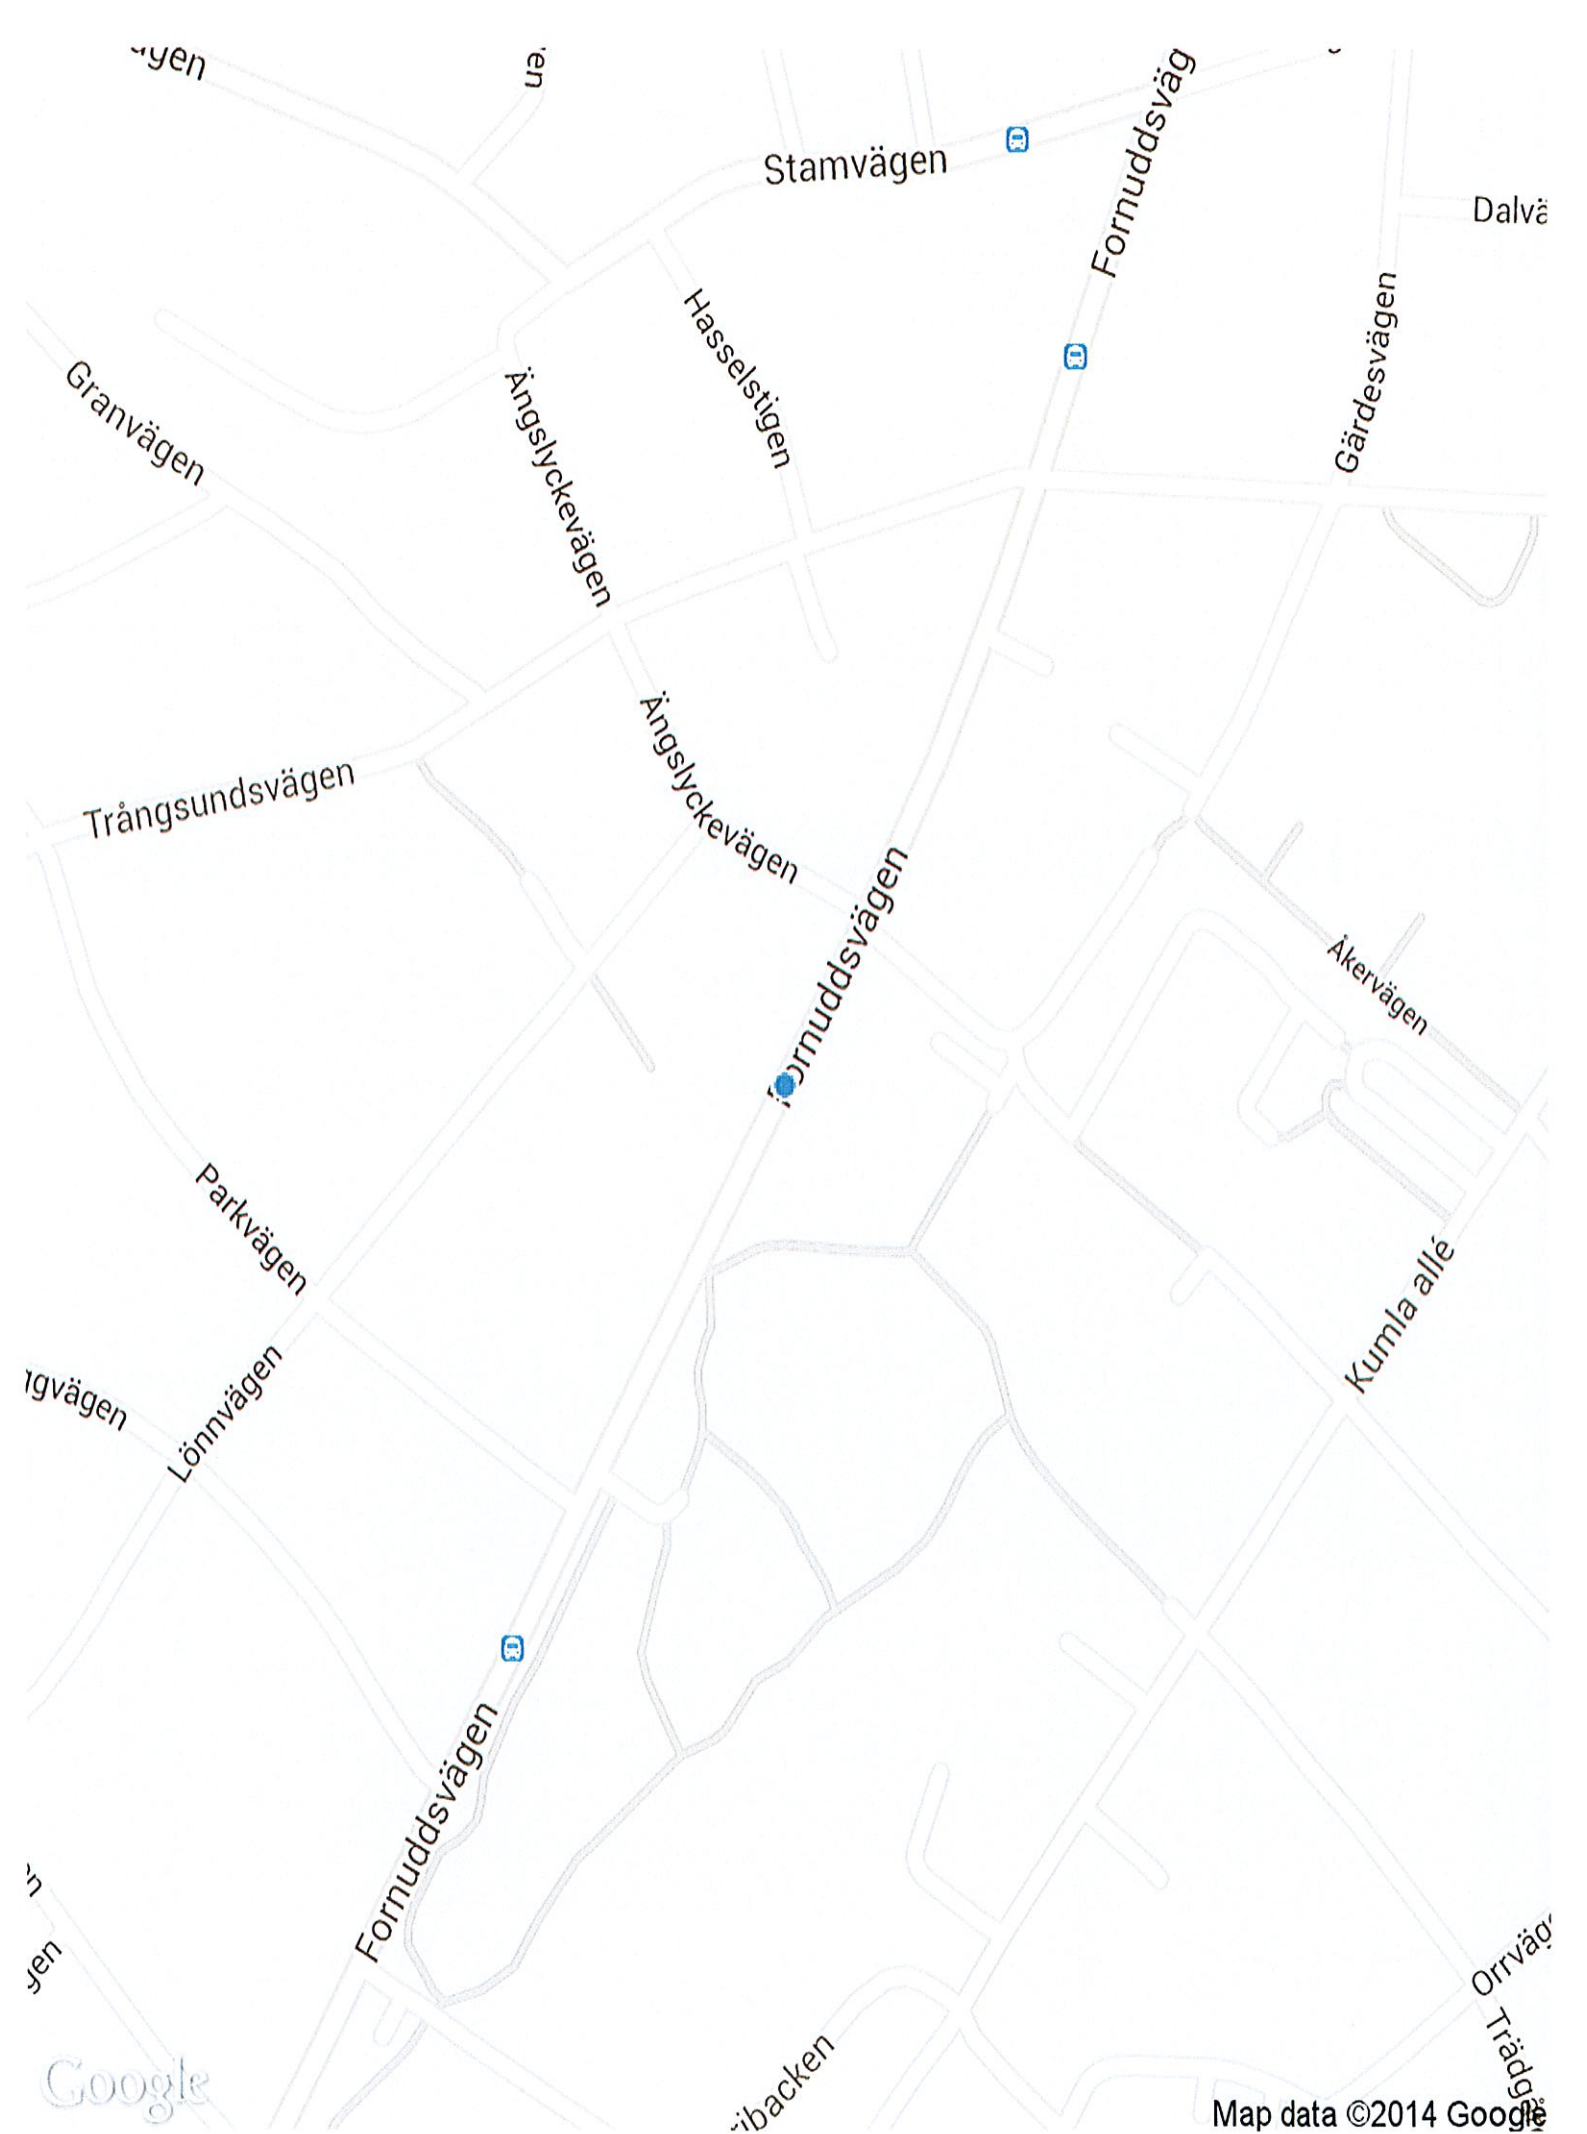 Stamvägen
Fornuddsväg
Dalvä
Hasselstigen
Gärdesvägen
Granvägen
Ängslyckevägen
Ängslyckevägen
Trångsundsvägen
Fornuddsvägen
Åkervägen
Parkvägen
Kumla allé
Lönnvägen
Fornuddsvägen
Orrväg
Trädgå
Google
Map data ©2014 Google